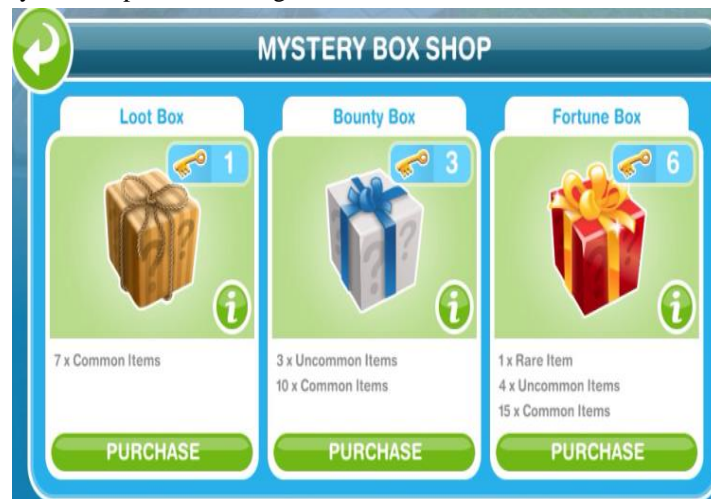 MYSTERY BOX SHOP
Loot Box
1
7 x Common Items
PURCHASE
Bounty Box
3
3 x Uncommon Items
10 x Common Items
PURCHASE
Fortune Box
6
1 x Rare Item
4 x Uncommon Items
15 x Common Items
PURCHASE